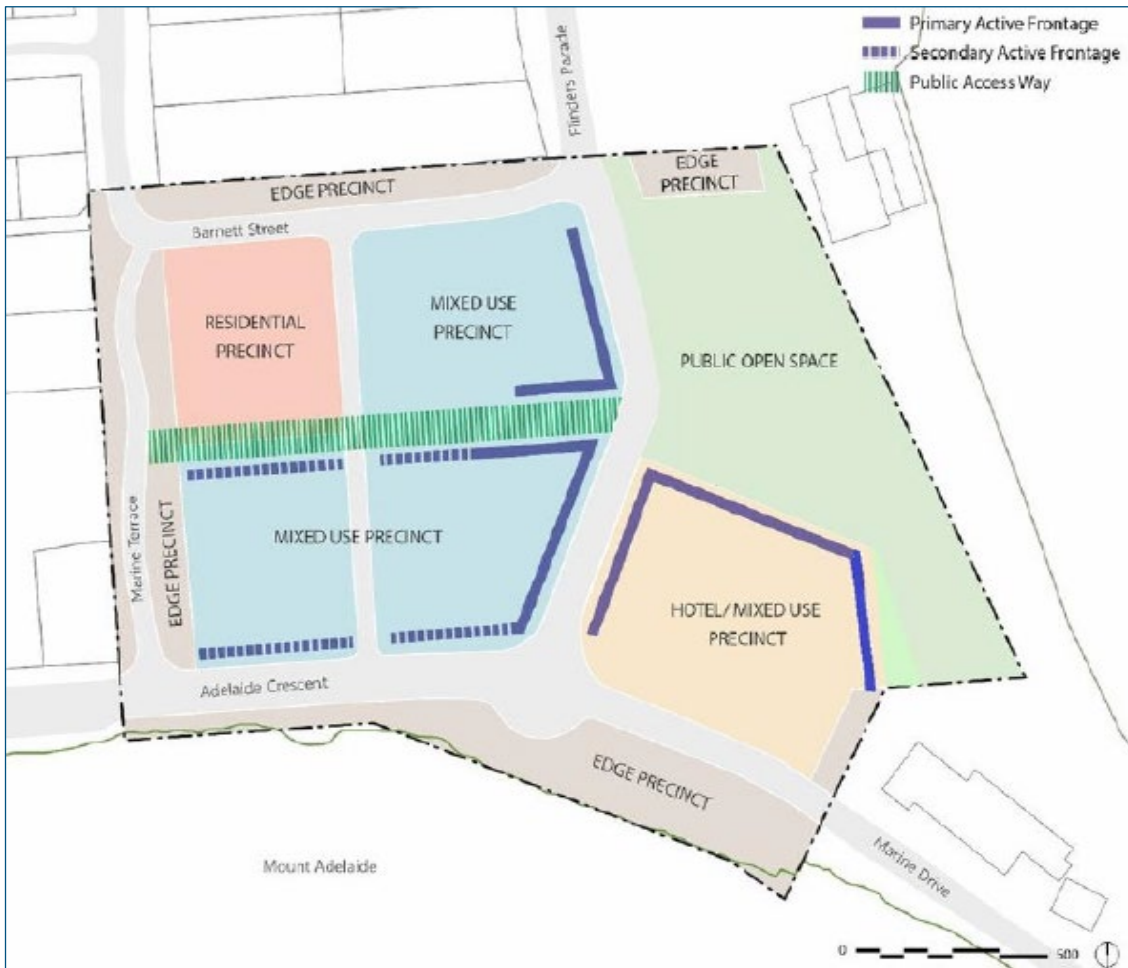 Primary Active Frontage
Secondary Active Frontage
Public Access Way
Flinders Parade
EDGE PRECINCT
EDGE
PRECINCT
Barnett Street
RESIDENTIAL
PRECINCT
MIXED USE
PRECINCT
PUBLIC OPEN SPACE
Marine Terrace
EDGE PRECINCT
MIXED USE PRECINCT
HOTEL/ MIXED USE
PRECINCT
Adelaide Crescent
EDGE PRECINCT
Mount Adelaide
Marine Drive
0
500